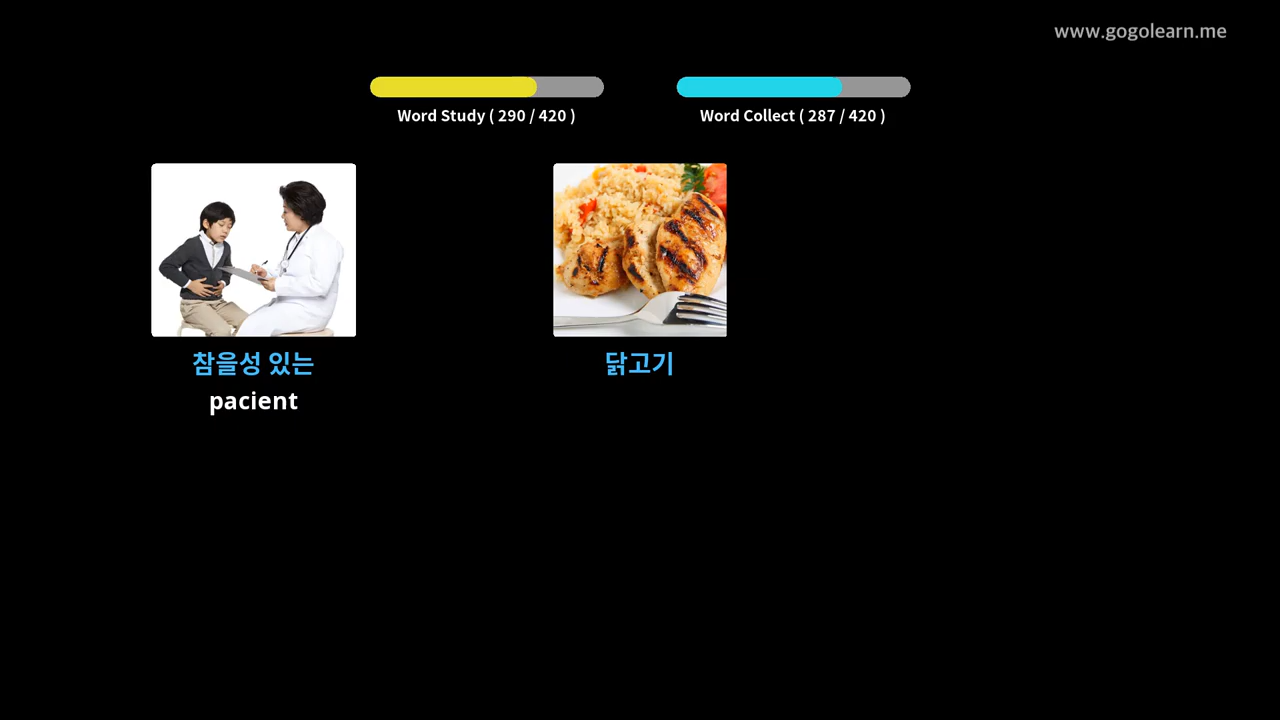 www.gogolearn.me
Word Study ( 290 / 420 )
Word Collect ( 287 / 420 )
참을성 있는
pacient
닭고기